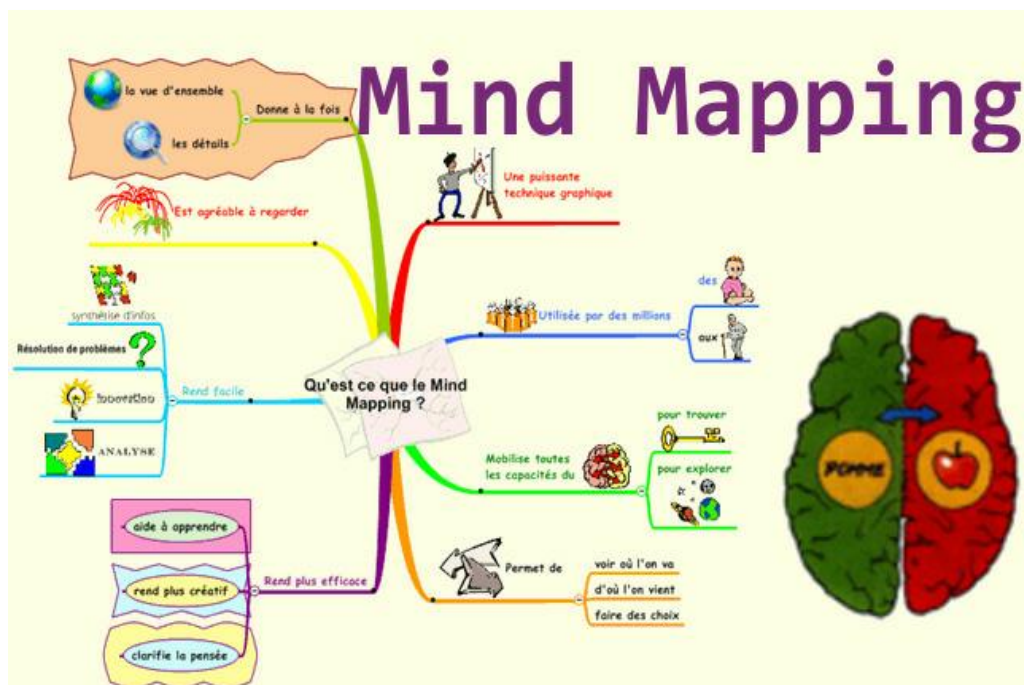 Mind Mapping
la vue d'ensemble
Donne à la fois
les détails
Une puissante
technique graphique
Est agréable à regarder
des
Utilisée par des millions
aux
synthétise d'infos
Résolution de problèmes
Rend facile
Innovation
ANALYSE
Qu'est ce que le Mind
Mapping ?
pour trouver
Mobilise toutes
les capacités du
pour explorer
POMME
aide à apprendre
Rend plus efficace
rend plus créatif
clarifie la pensée
Permet de
voir où l'on va
d'où l'on vient
faire des choix